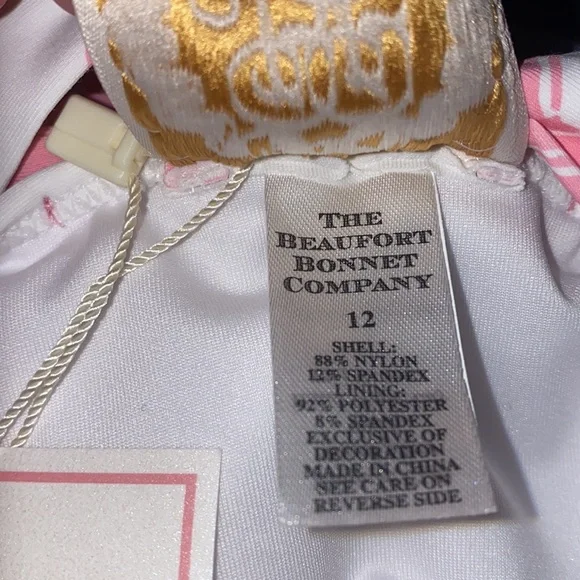 THE
BEAUFORT
BONNET
COMPANY
12
SHELL:
88% NYLON
12% SPANDEX
LINING:
92% POLYESTER
8% SPANDEX
EXCLUSIVE OF
DECORATION
MADE IN CHINA
SEE CARE ON
REVERSE SIDE